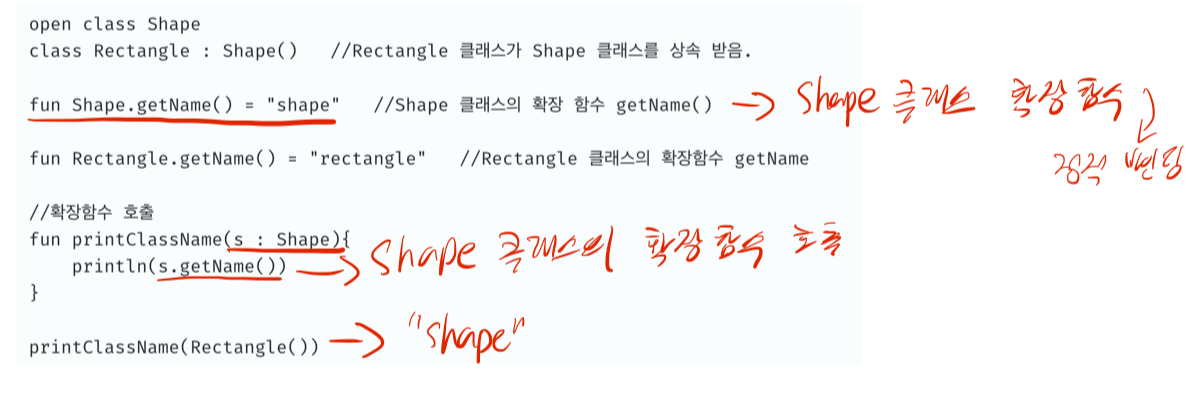 open class Shape
class Rectangle : Shape()   //Rectangle 클래스가 Shape 클래스를 상속 받음.
fun Shape.getName() = "shape"   //Shape 클래스의 확장 함수 getName() → Shape 클래스 확장 함수
정적 바인딩
fun Rectangle.getName() = "rectangle"   //Rectangle 클래스의 확장함수 getName
//확장함수 호출
fun printClassName(s : Shape){
println(s.getName()) → Shape 클래스의 확장 함수 호출
}
printClassName(Rectangle()) → "shape"